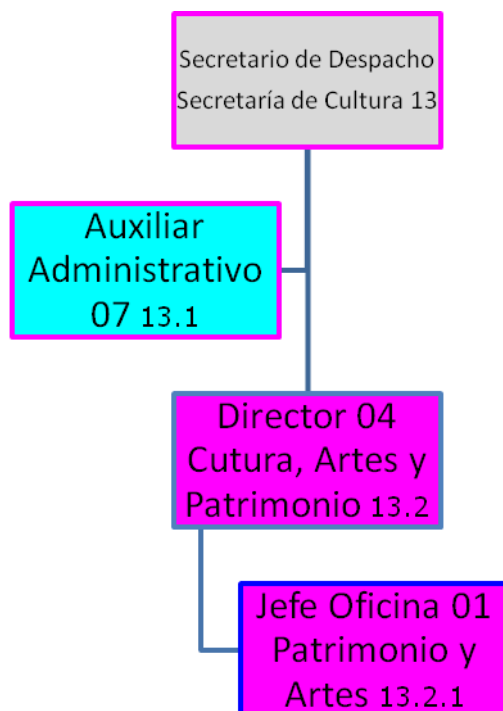 Secretario de Despacho
Secretaría de Cultura 13
Auxiliar
Administrativo
07 13.1
Director 04
Cutura, Artes y
Patrimonio 13.2
Jefe Oficina 01
Patrimonio y
Artes 13.2.1